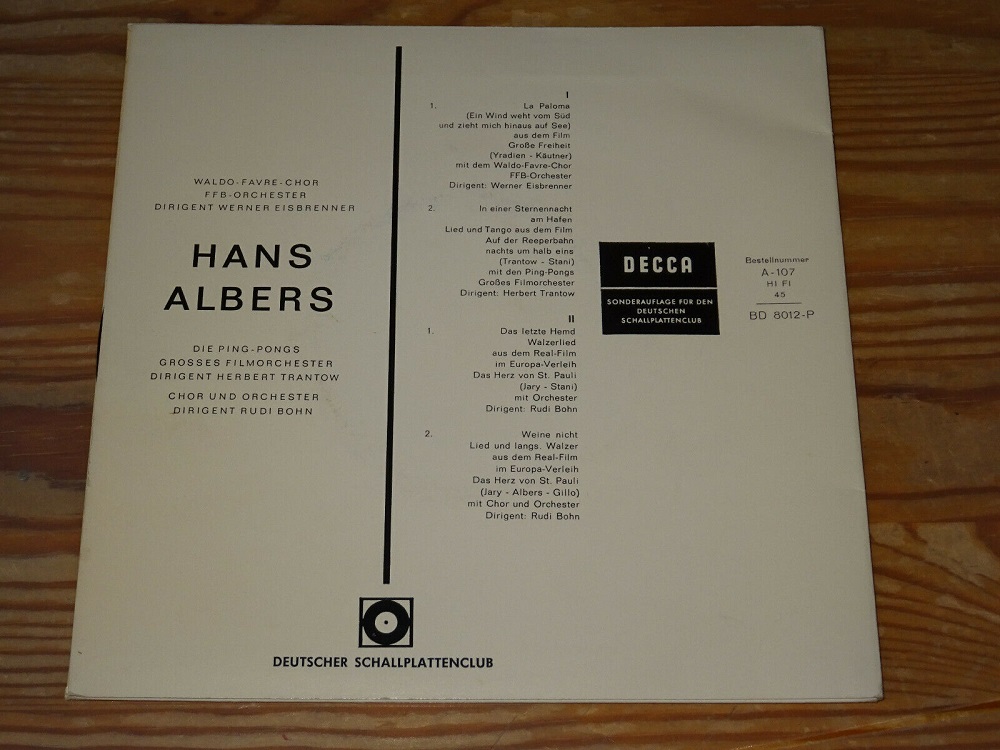 WALDO-FAVRE-CHOR
FFB-ORCHESTER
DIRIGENT WERNER EISBRENNER
HANS
ALBERS
DIE PING-PONGS
GROSSES FILMORCHESTER
DIRIGENT HERBERT TRANTOW
CHOR UND ORCHESTER
DIRIGENT RUDI BOHN
I
1. La Paloma
(Ein Wind weht vom Süd
und zieht mich hinaus auf See)
aus dem Film
Große Freiheit
(Yradien - Käutner)
mit dem Waldo-Favre-Chor
FFB-Orchester
Dirigent: Werner Eisbrenner
2. In einer Sternennacht
am Hafen
Lied und Tango aus dem Film
Auf der Reeperbahn
nachts um halb eins
(Trantow - Stani)
mit den Ping-Pongs
Großes Filmorchester
Dirigent: Herbert Trantow
II
1. Das letzte Hemd
Walzerlied
aus dem Real-Film
im Europa-Verleih
Das Herz von St. Pauli
(Jary - Stani)
mit Orchester
Dirigent: Rudi Bohn
2. Weine nicht
Lied und langs. Walzer
aus dem Real-Film
im Europa-Verleih
Das Herz von St. Pauli
(Jary - Albers - Gillo)
mit Chor und Orchester
Dirigent: Rudi Bohn
DECCA
SONDERAUFLAGE FÜR DEN
DEUTSCHEN
SCHALLPLATTENCLUB
Bestellnummer
A-107
HI FI
45
BD 8012-P
DEUTSCHER SCHALLPLATTENCLUB